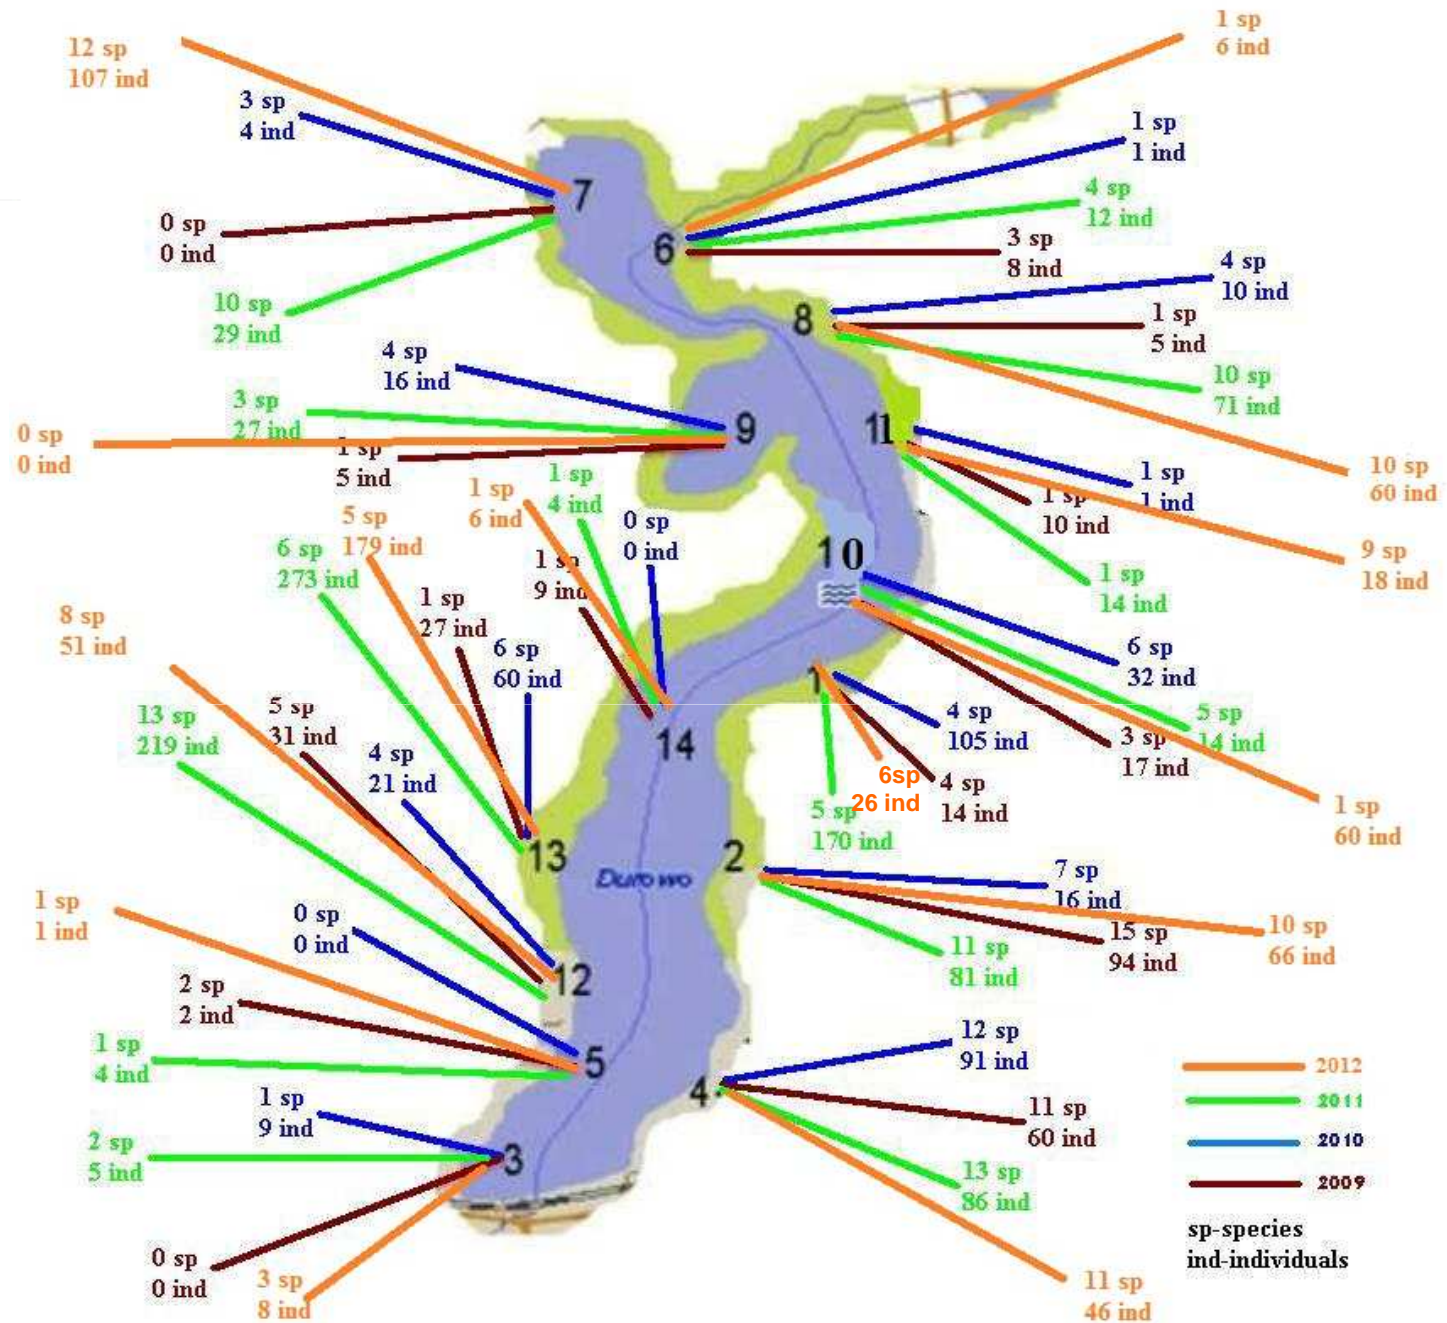 12 sp
107 ind
1 sp
6 ind
3 sp
4 ind
1 sp
1 ind
7
4 sp
12 ind
0 sp
0 ind
6
3 sp
8 ind
4 sp
10 ind
10 sp
29 ind
8
1 sp
5 ind
4 sp
16 ind
10 sp
71 ind
3 sp
27 ind
9
11
0 sp
0 ind
1 sp
5 ind
10 sp
60 ind
1 sp
1 ind
1 sp
10 ind
1 sp
6 ind
1 sp
4 ind
5 sp
179 ind
0 sp
0 ind
9 sp
18 ind
6 sp
273 ind
1 sp
9 ind
10
1 sp
14 ind
8 sp
51 ind
1 sp
27 ind
6 sp
60 ind
6 sp
32 ind
1
13 sp
219 ind
5 sp
31 ind
4 sp
105 ind
5 sp
14 ind
14
4 sp
21 ind
3 sp
17 ind
6sp
26 ind
4 sp
14 ind
5 sp
170 ind
1 sp
60 ind
13
2
Durowo
7 sp
16 ind
1 sp
1 ind
0 sp
0 ind
10 sp
66 ind
15 sp
94 ind
11 sp
81 ind
12
2 sp
2 ind
12 sp
91 ind
1 sp
4 ind
5
2012
4
1 sp
9 ind
2011
11 sp
60 ind
2 sp
5 ind
3
2010
13 sp
86 ind
2009
sp-species
ind-individuals
0 sp
0 ind
3 sp
8 ind
11 sp
46 ind